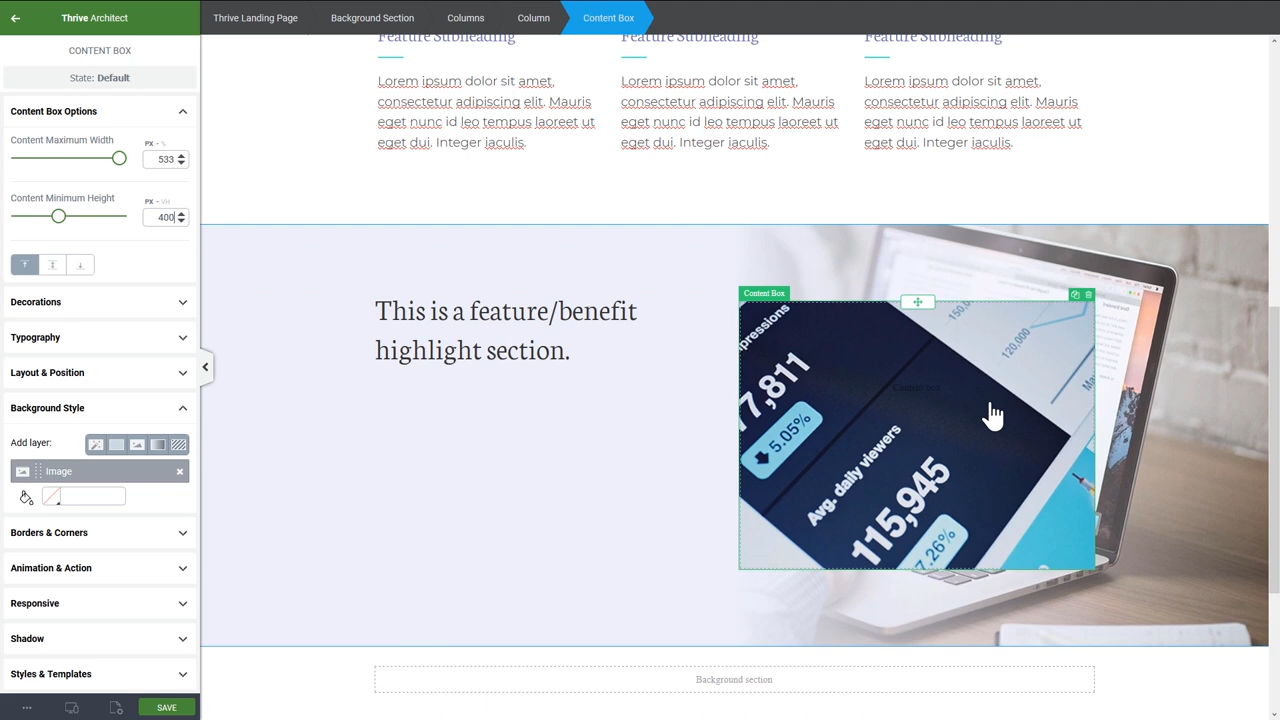 Thrive Architect
CONTENT BOX
State: Default
Content Box Options
Content Maximum Width
PX - %
533
Content Minimum Height
PX - VH
400
Decorations
Typography
Layout & Position
Background Style
Add layer:
Image
Borders & Corners
Animation & Action
Responsive
Shadow
Styles & Templates
SAVE
Thrive Landing Page
Background Section
Columns
Column
Content Box
Feature Subheading
Lorem ipsum dolor sit amet,
consectetur adipiscing elit. Mauris
eget nunc id leo tempus laoreet ut
eget dui. Integer iaculis.
Feature Subheading
Lorem ipsum dolor sit amet,
consectetur adipiscing elit. Mauris
eget nunc id leo tempus laoreet ut
eget dui. Integer iaculis.
Feature Subheading
Lorem ipsum dolor sit amet,
consectetur adipiscing elit. Mauris
eget nunc id leo tempus laoreet ut
eget dui. Integer iaculis.
This is a feature/benefit
highlight section.
Content Box
pressions
77,811
5.05%
Avg. daily viewers
115,945
7.26%
150,0
120,000
Ma
Content box
Background section